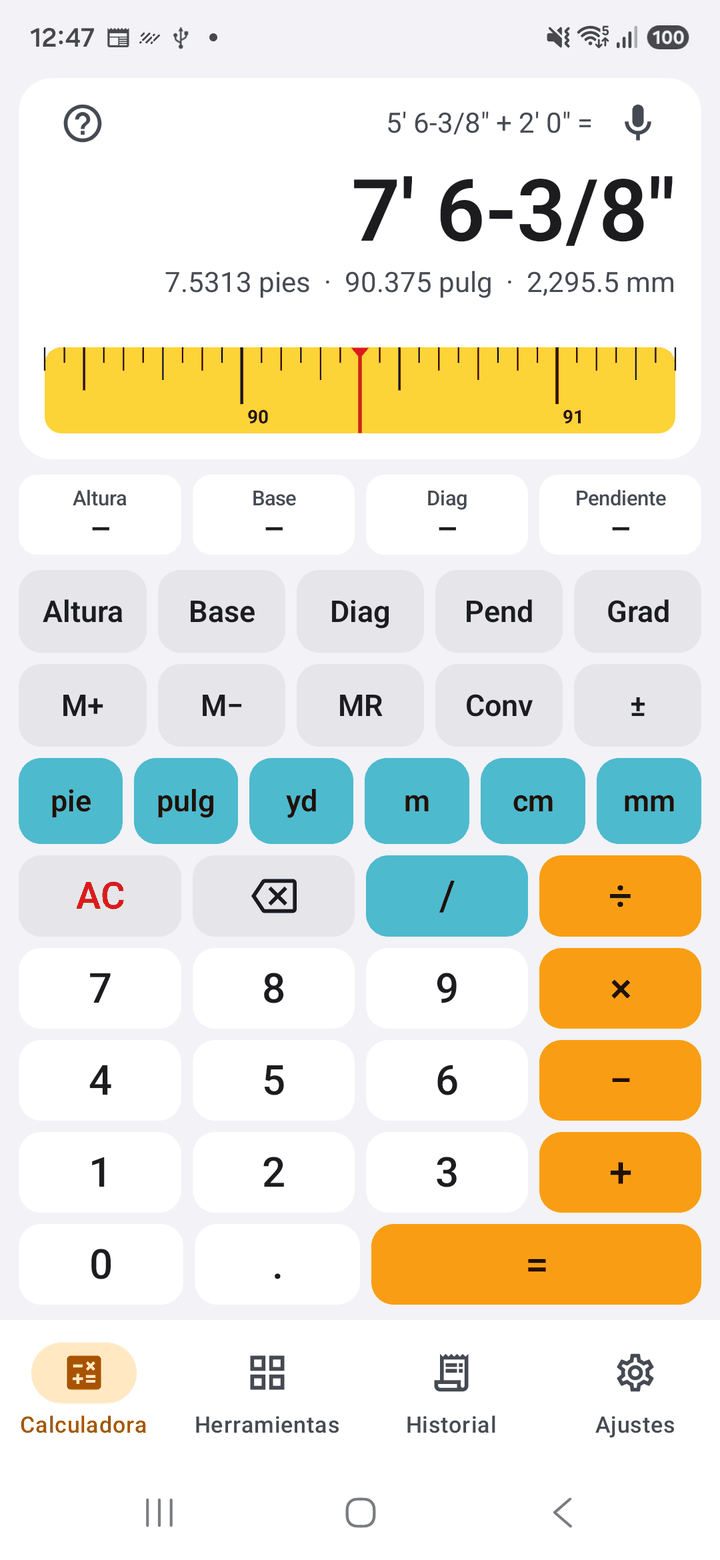 12:47
100
5' 6-3/8" + 2' 0" =
7' 6-3/8"
7.5313 pies · 90.375 pulg · 2,295.5 mm
90 91
Altura Base Diag Pendiente
– – – –
Altura Base Diag Pend Grad
M+ M− MR Conv ±
pie pulg yd m cm mm
AC / ÷
7 8 9 ×
4 5 6 −
1 2 3 +
0 . =
Calculadora Herramientas Historial Ajustes